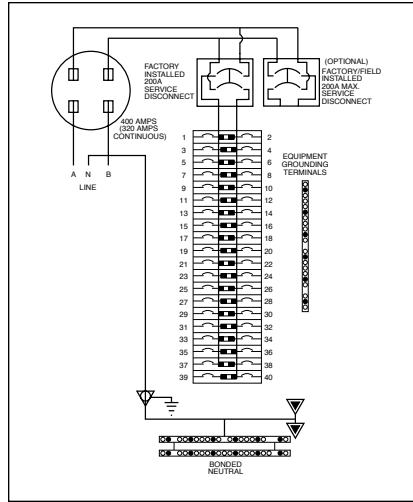 FACTORY
INSTALLED
200A
SERVICE
DISCONNECT
(OPTIONAL)
FACTORY/FIELD
INSTALLED
200A MAX.
SERVICE
DISCONNECT
400 AMPS
(320 AMPS
CONTINUOUS)
A N B
LINE
EQUIPMENT
GROUNDING
TERMINALS
1 2
3 4
5 6
7 8
9 10
11 12
13 14
15 16
17 18
19 20
21 22
23 24
25 26
27 28
29 30
31 32
33 34
35 36
37 38
39 40
BONDED
NEUTRAL